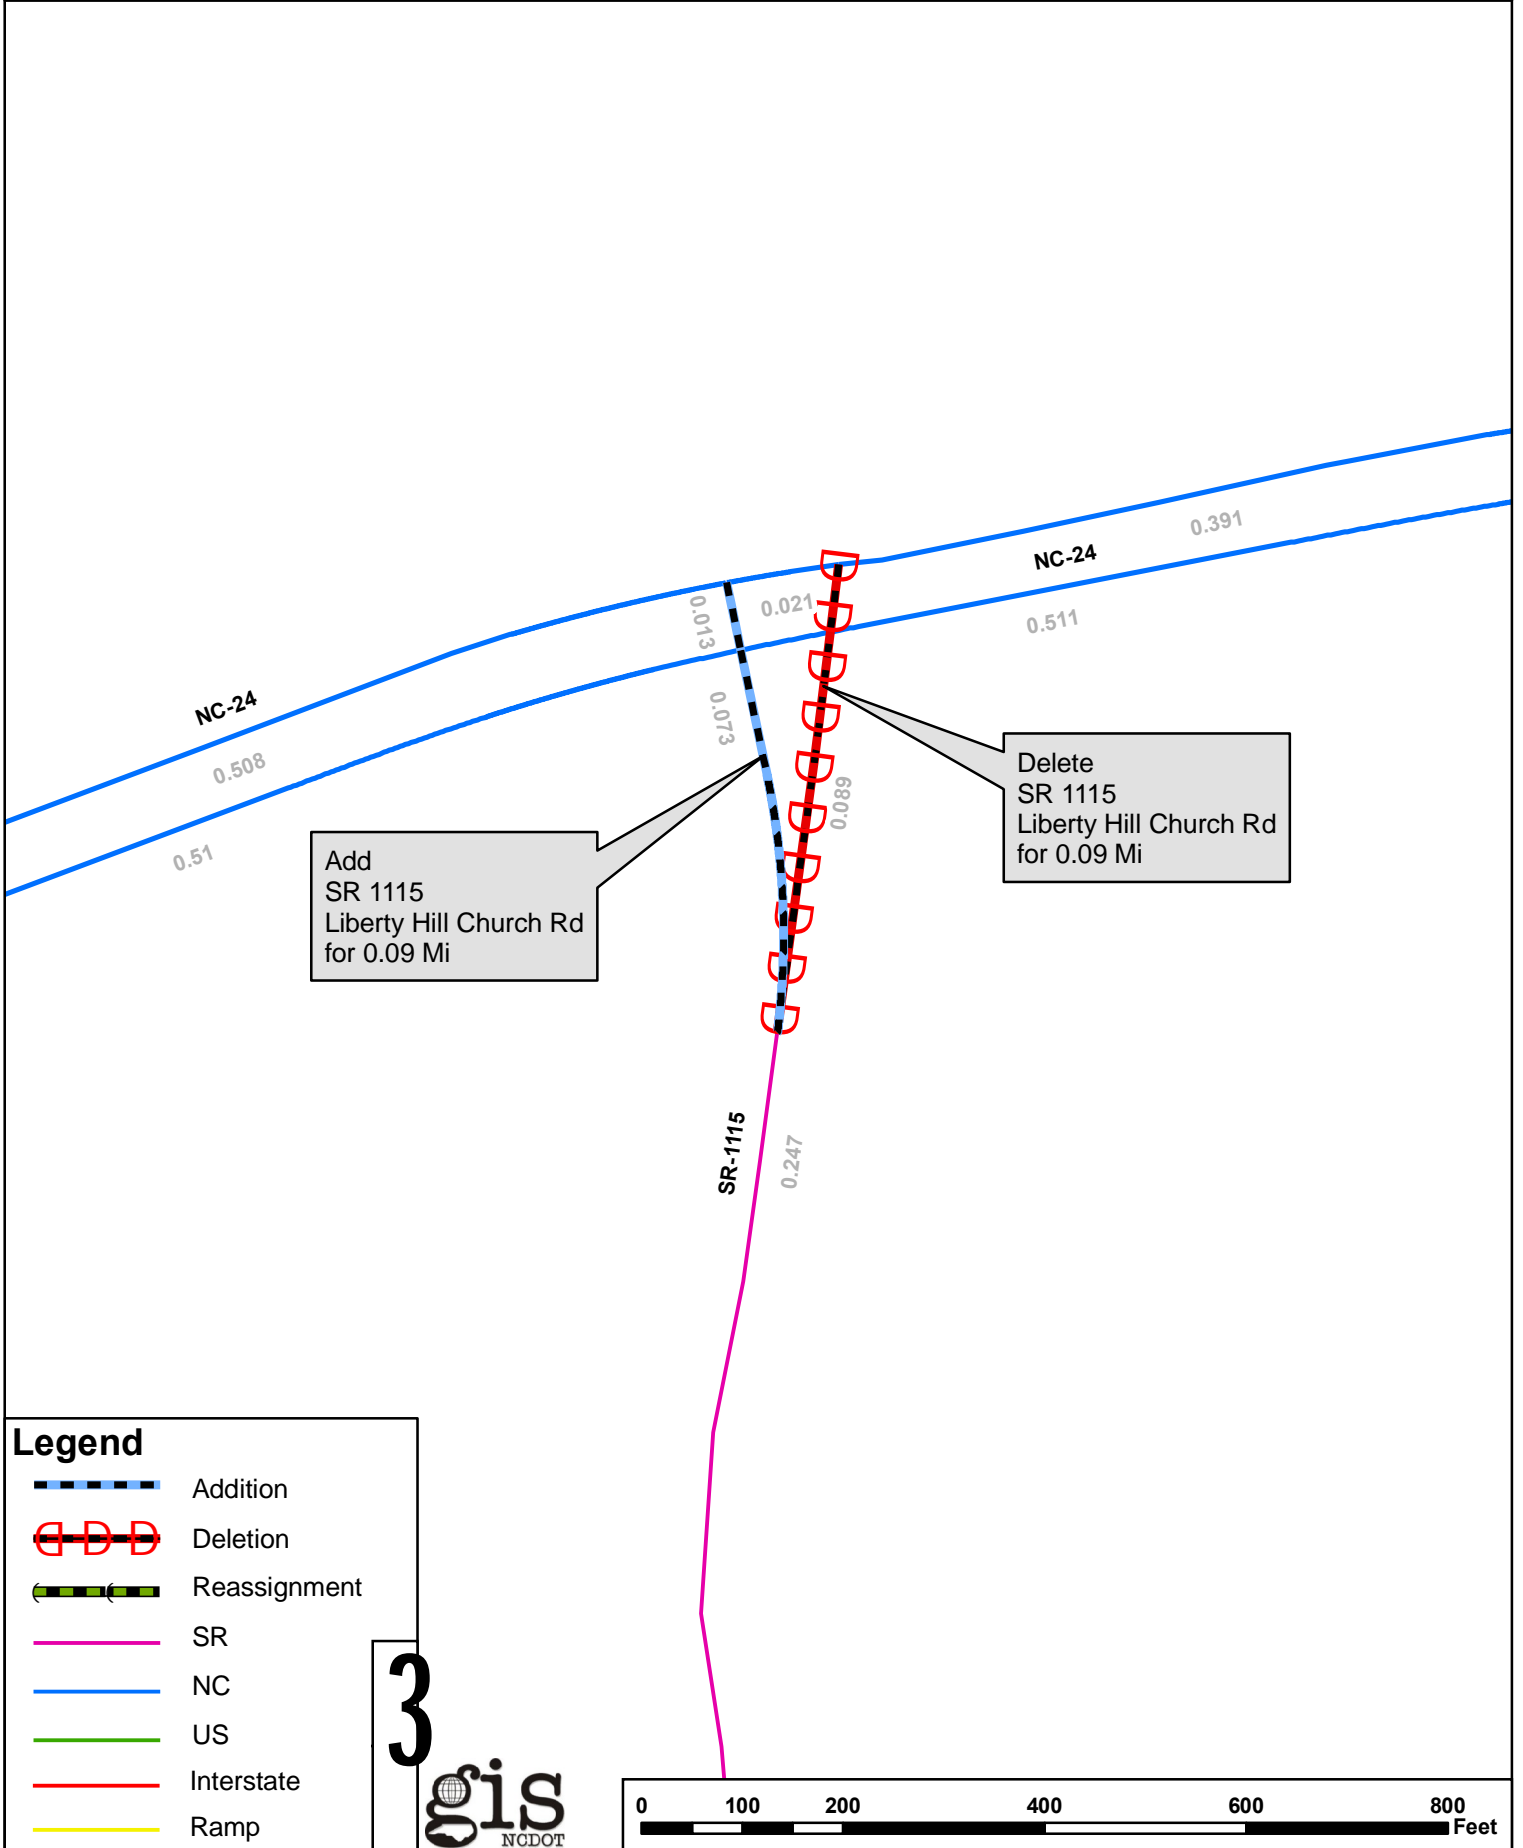 0.391
NC-24
0.511
0.021
0.013
0.073
NC-24
0.508
0.51
0.089
Delete
SR 1115
Liberty Hill Church Rd
for 0.09 Mi
Add
SR 1115
Liberty Hill Church Rd
for 0.09 Mi
SR-1115
0.247
Legend
Addition
D D D
Deletion
Reassignment
SR
NC
US
Interstate
Ramp
3
gis
NCDOT
0 100 200 400 600 800
Feet